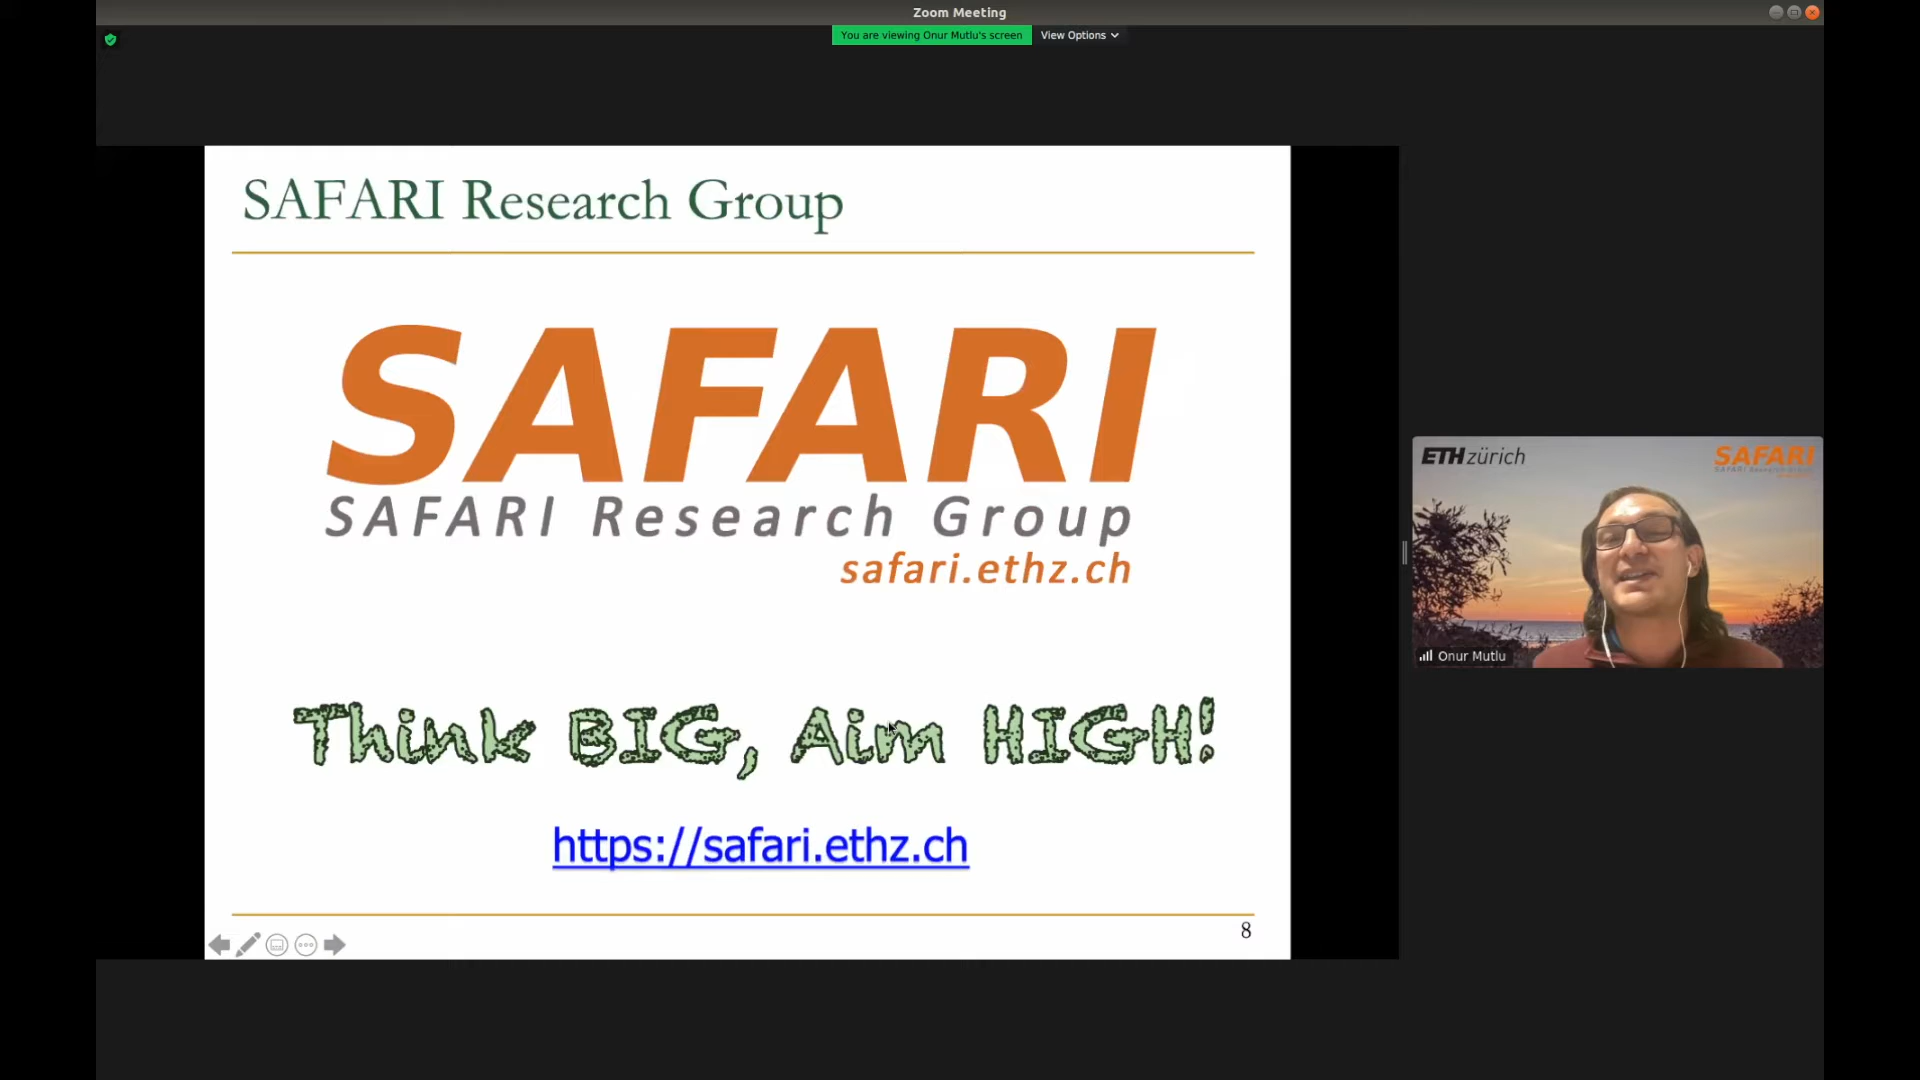 Zoom Meeting
You are viewing Onur Mutlu's screen View Options
SAFARI Research Group
SAFARI
SAFARI Research Group
safari.ethz.ch
Think BIG, Aim HIGH!
https://safari.ethz.ch
8
ETH zürich
SAFARI
Onur Mutlu